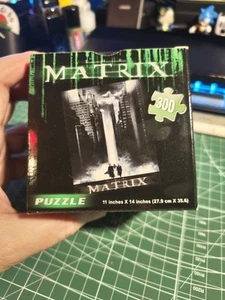 MATRIX
300
MATRIX
PUZZLE
11 inches X 14 inches (27.9 cm X 35.6)